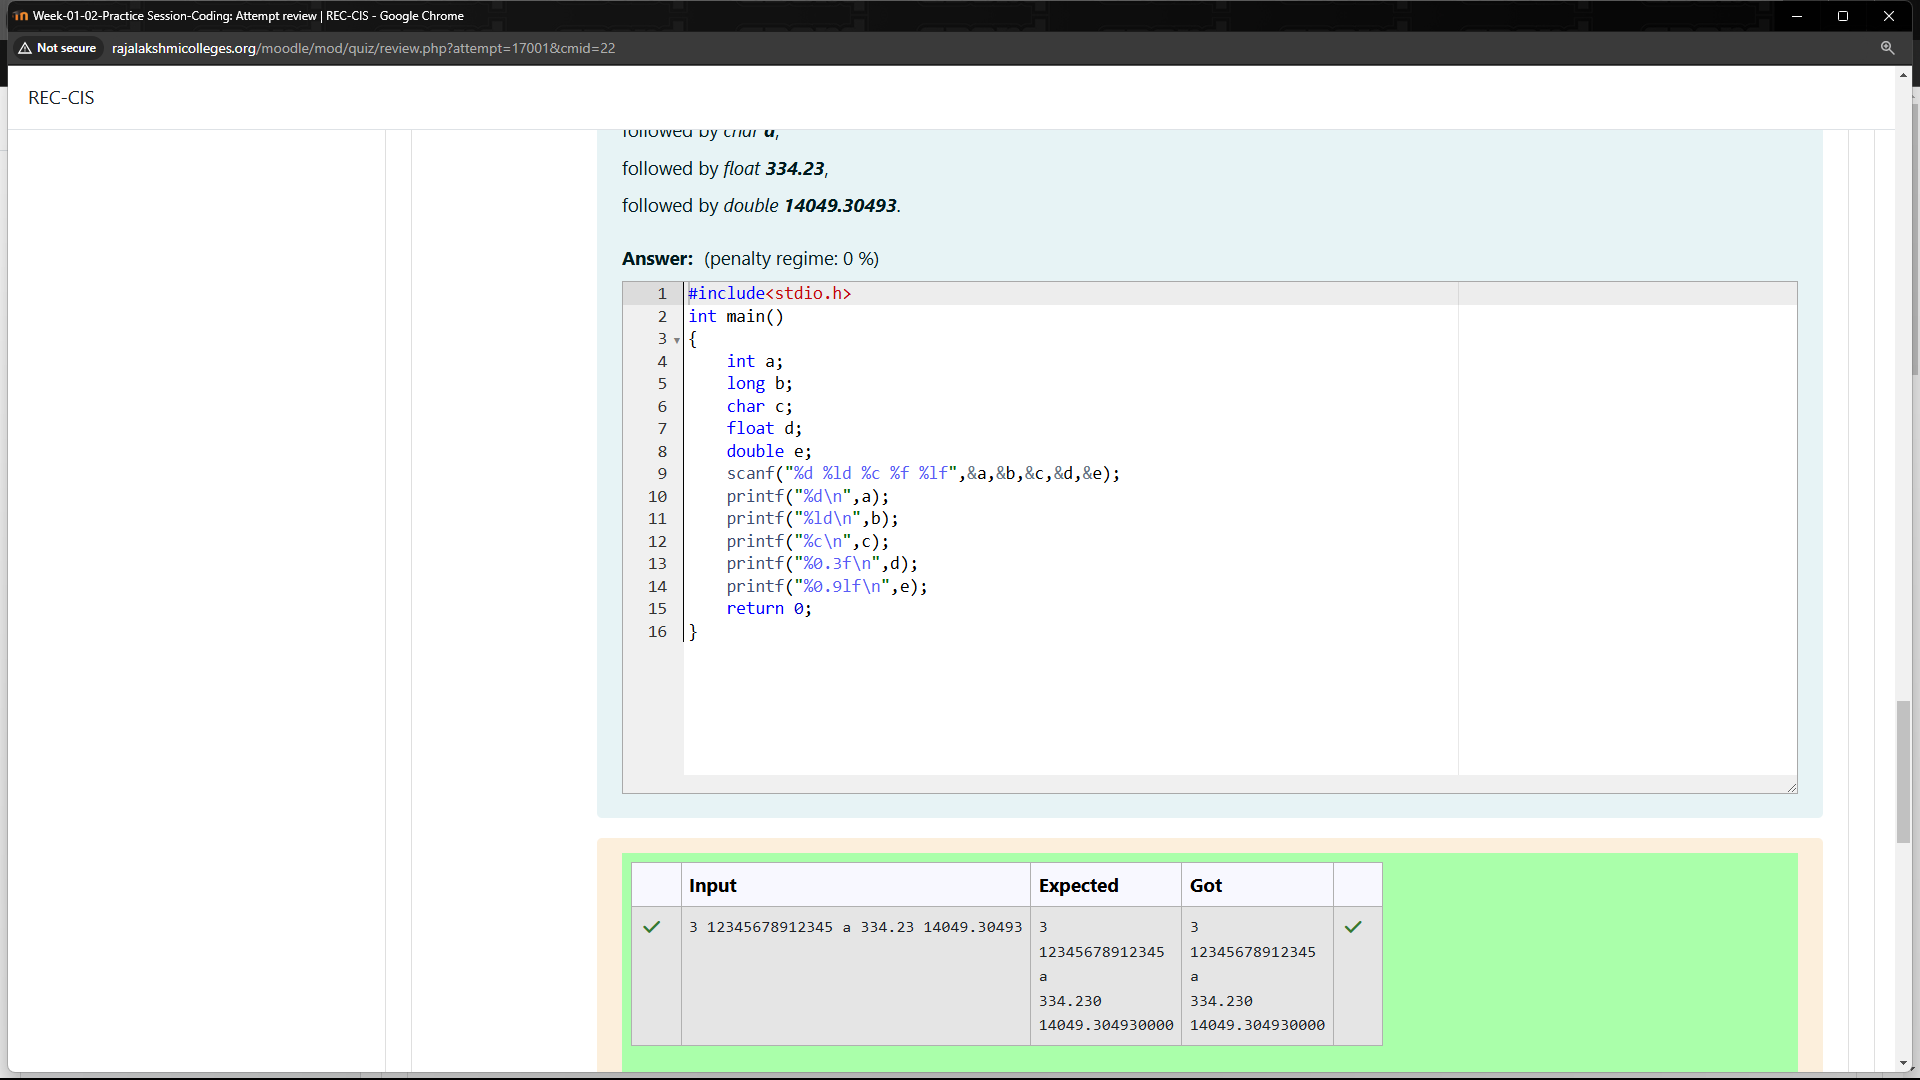 Week-01-02-Practice Session-Coding: Attempt review | REC-CIS - Google Chrome
Not secure rajalakshmicolleges.org/moodle/mod/quiz/review.php?attempt=17001&cmid=22
REC-CIS
followed by char a,
followed by float 334.23,
followed by double 14049.30493.
Answer: (penalty regime: 0 %)
1 #include<stdio.h>
2 int main()
3 {
4 int a;
5 long b;
6 char c;
7 float d;
8 double e;
9 scanf("%d %ld %c %f %lf",&a,&b,&c,&d,&e);
10 printf("%d\n",a);
11 printf("%ld\n",b);
12 printf("%c\n",c);
13 printf("%0.3f\n",d);
14 printf("%0.9lf\n",e);
15 return 0;
16 }
Input Expected Got
3 12345678912345 a 334.23 14049.30493 3 3
12345678912345 12345678912345
a a
334.230 334.230
14049.304930000 14049.304930000